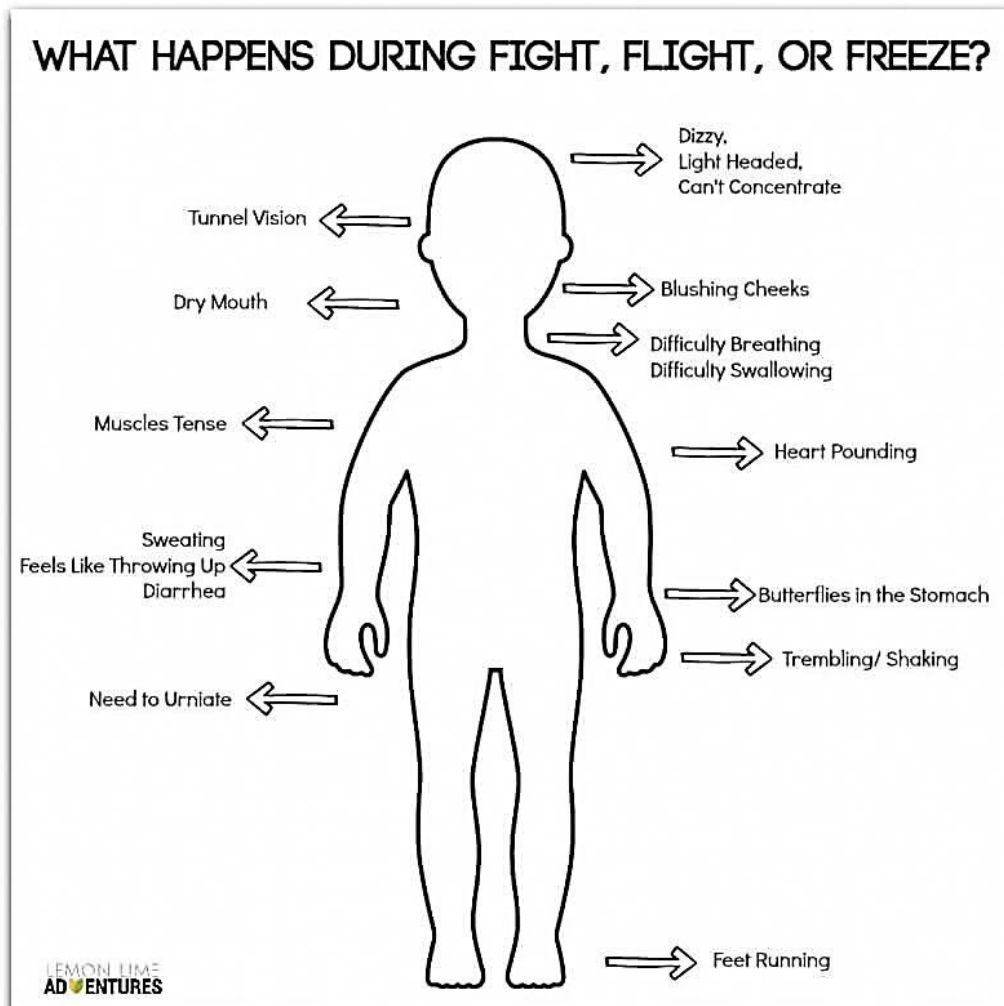 WHAT HAPPENS DURING FIGHT, FLIGHT, OR FREEZE?
Dizzy,
Light Headed,
Can't Concentrate
Tunnel Vision
Blushing Cheeks
Dry Mouth
Difficulty Breathing
Difficulty Swallowing
Muscles Tense
Heart Pounding
Sweating
Feels Like Throwing Up
Diarrhea
Butterflies in the Stomach
Trembling/ Shaking
Need to Urniate
Feet Running
LEMON LIME
ADVENTURES